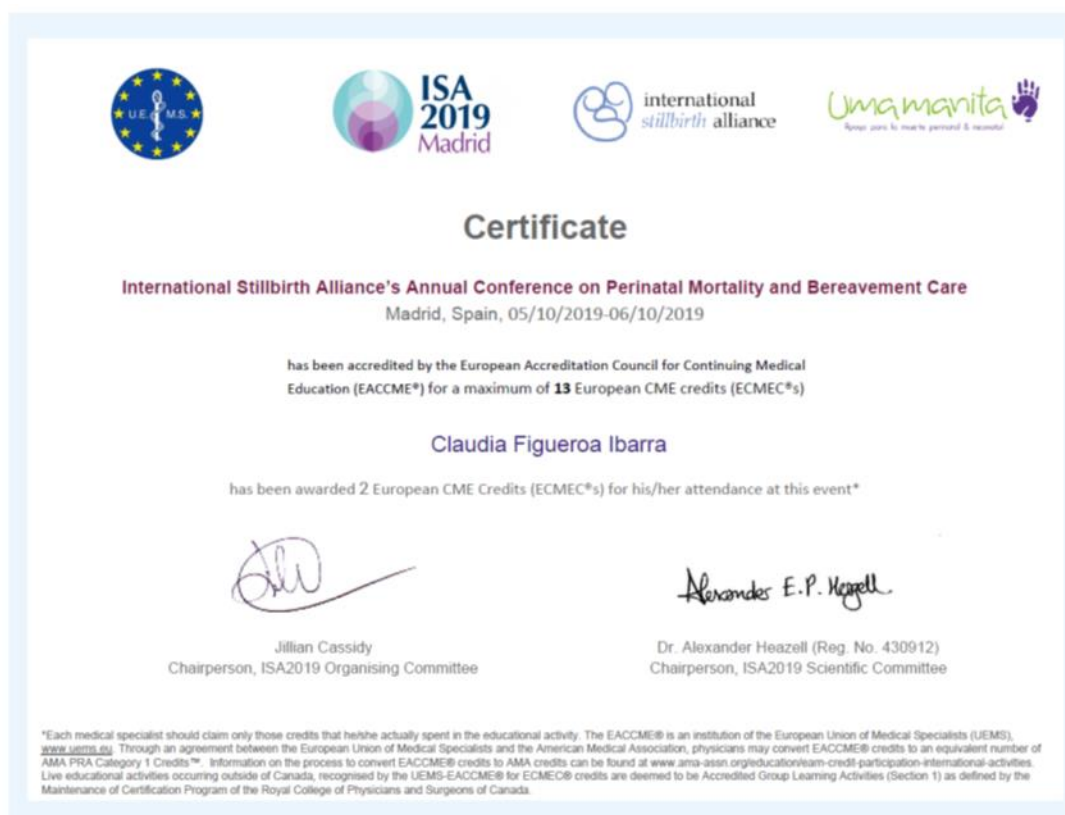 U.E. M.S.
ISA
2019
Madrid
international
stillbirth alliance
Umamanita
Apoyo para la muerte perinatal & neonatal
Certificate
International Stillbirth Alliance's Annual Conference on Perinatal Mortality and Bereavement Care
Madrid, Spain, 05/10/2019-06/10/2019
has been accredited by the European Accreditation Council for Continuing Medical
Education (EACCME®) for a maximum of 13 European CME credits (ECMEC®s)
Claudia Figueroa Ibarra
has been awarded 2 European CME Credits (ECMEC®s) for his/her attendance at this event*
Alexander E.P. Heazell
Jillian Cassidy
Chairperson, ISA2019 Organising Committee
Dr. Alexander Heazell (Reg. No. 430912)
Chairperson, ISA2019 Scientific Committee
*Each medical specialist should claim only those credits that he/she actually spent in the educational activity. The EACCME® is an institution of the European Union of Medical Specialists (UEMS),
www.uems.eu. Through an agreement between the European Union of Medical Specialists and the American Medical Association, physicians may convert EACCME® credits to an equivalent number of
AMA PRA Category 1 Credits™. Information on the process to convert EACCME® credits to AMA credits can be found at www.ama-assn.org/education/earn-credit-participation-international-activities.
Live educational activities occurring outside of Canada, recognised by the UEMS-EACCME® for ECMEC® credits are deemed to be Accredited Group Learning Activities (Section 1) as defined by the
Maintenance of Certification Program of the Royal College of Physicians and Surgeons of Canada.